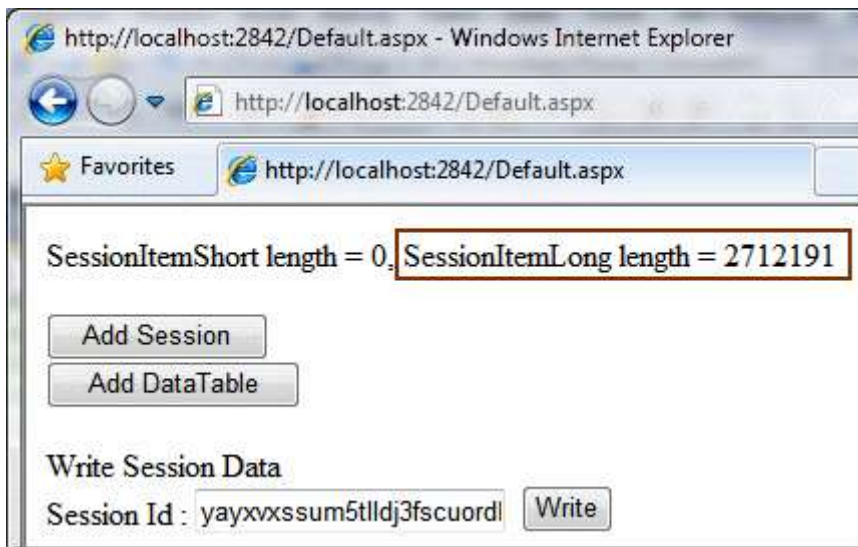 http://localhost:2842/Default.aspx - Windows Internet Explorer
http://localhost:2842/Default.aspx
Favorites http://localhost:2842/Default.aspx
SessionItemShort length = 0, SessionItemLong length = 2712191
Add Session
Add DataTable
Write Session Data
Session Id : Write